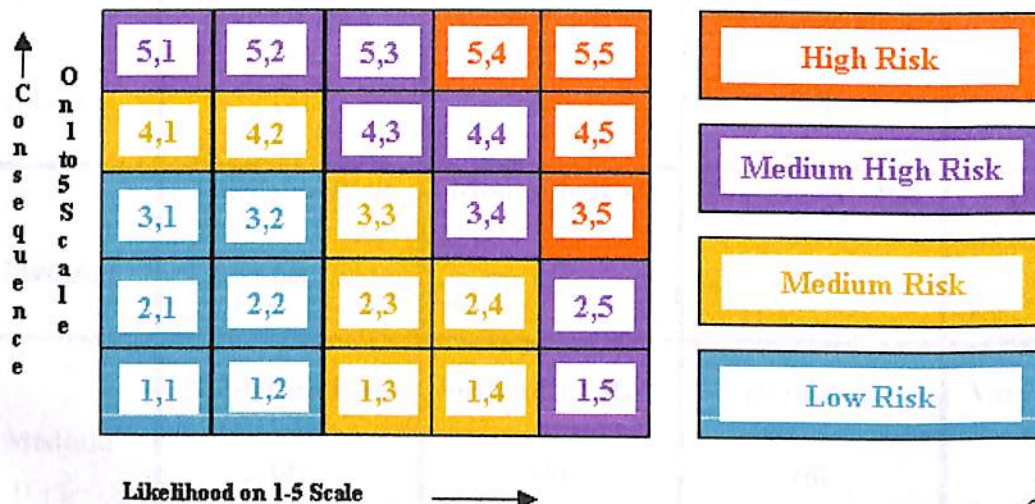 Consequence
On 1 to 5 Scale
5,1 5,2 5,3 5,4 5,5
4,1 4,2 4,3 4,4 4,5
3,1 3,2 3,3 3,4 3,5
2,1 2,2 2,3 2,4 2,5
1,1 1,2 1,3 1,4 1,5
Likelihood on 1-5 Scale
High Risk
Medium High Risk
Medium Risk
Low Risk